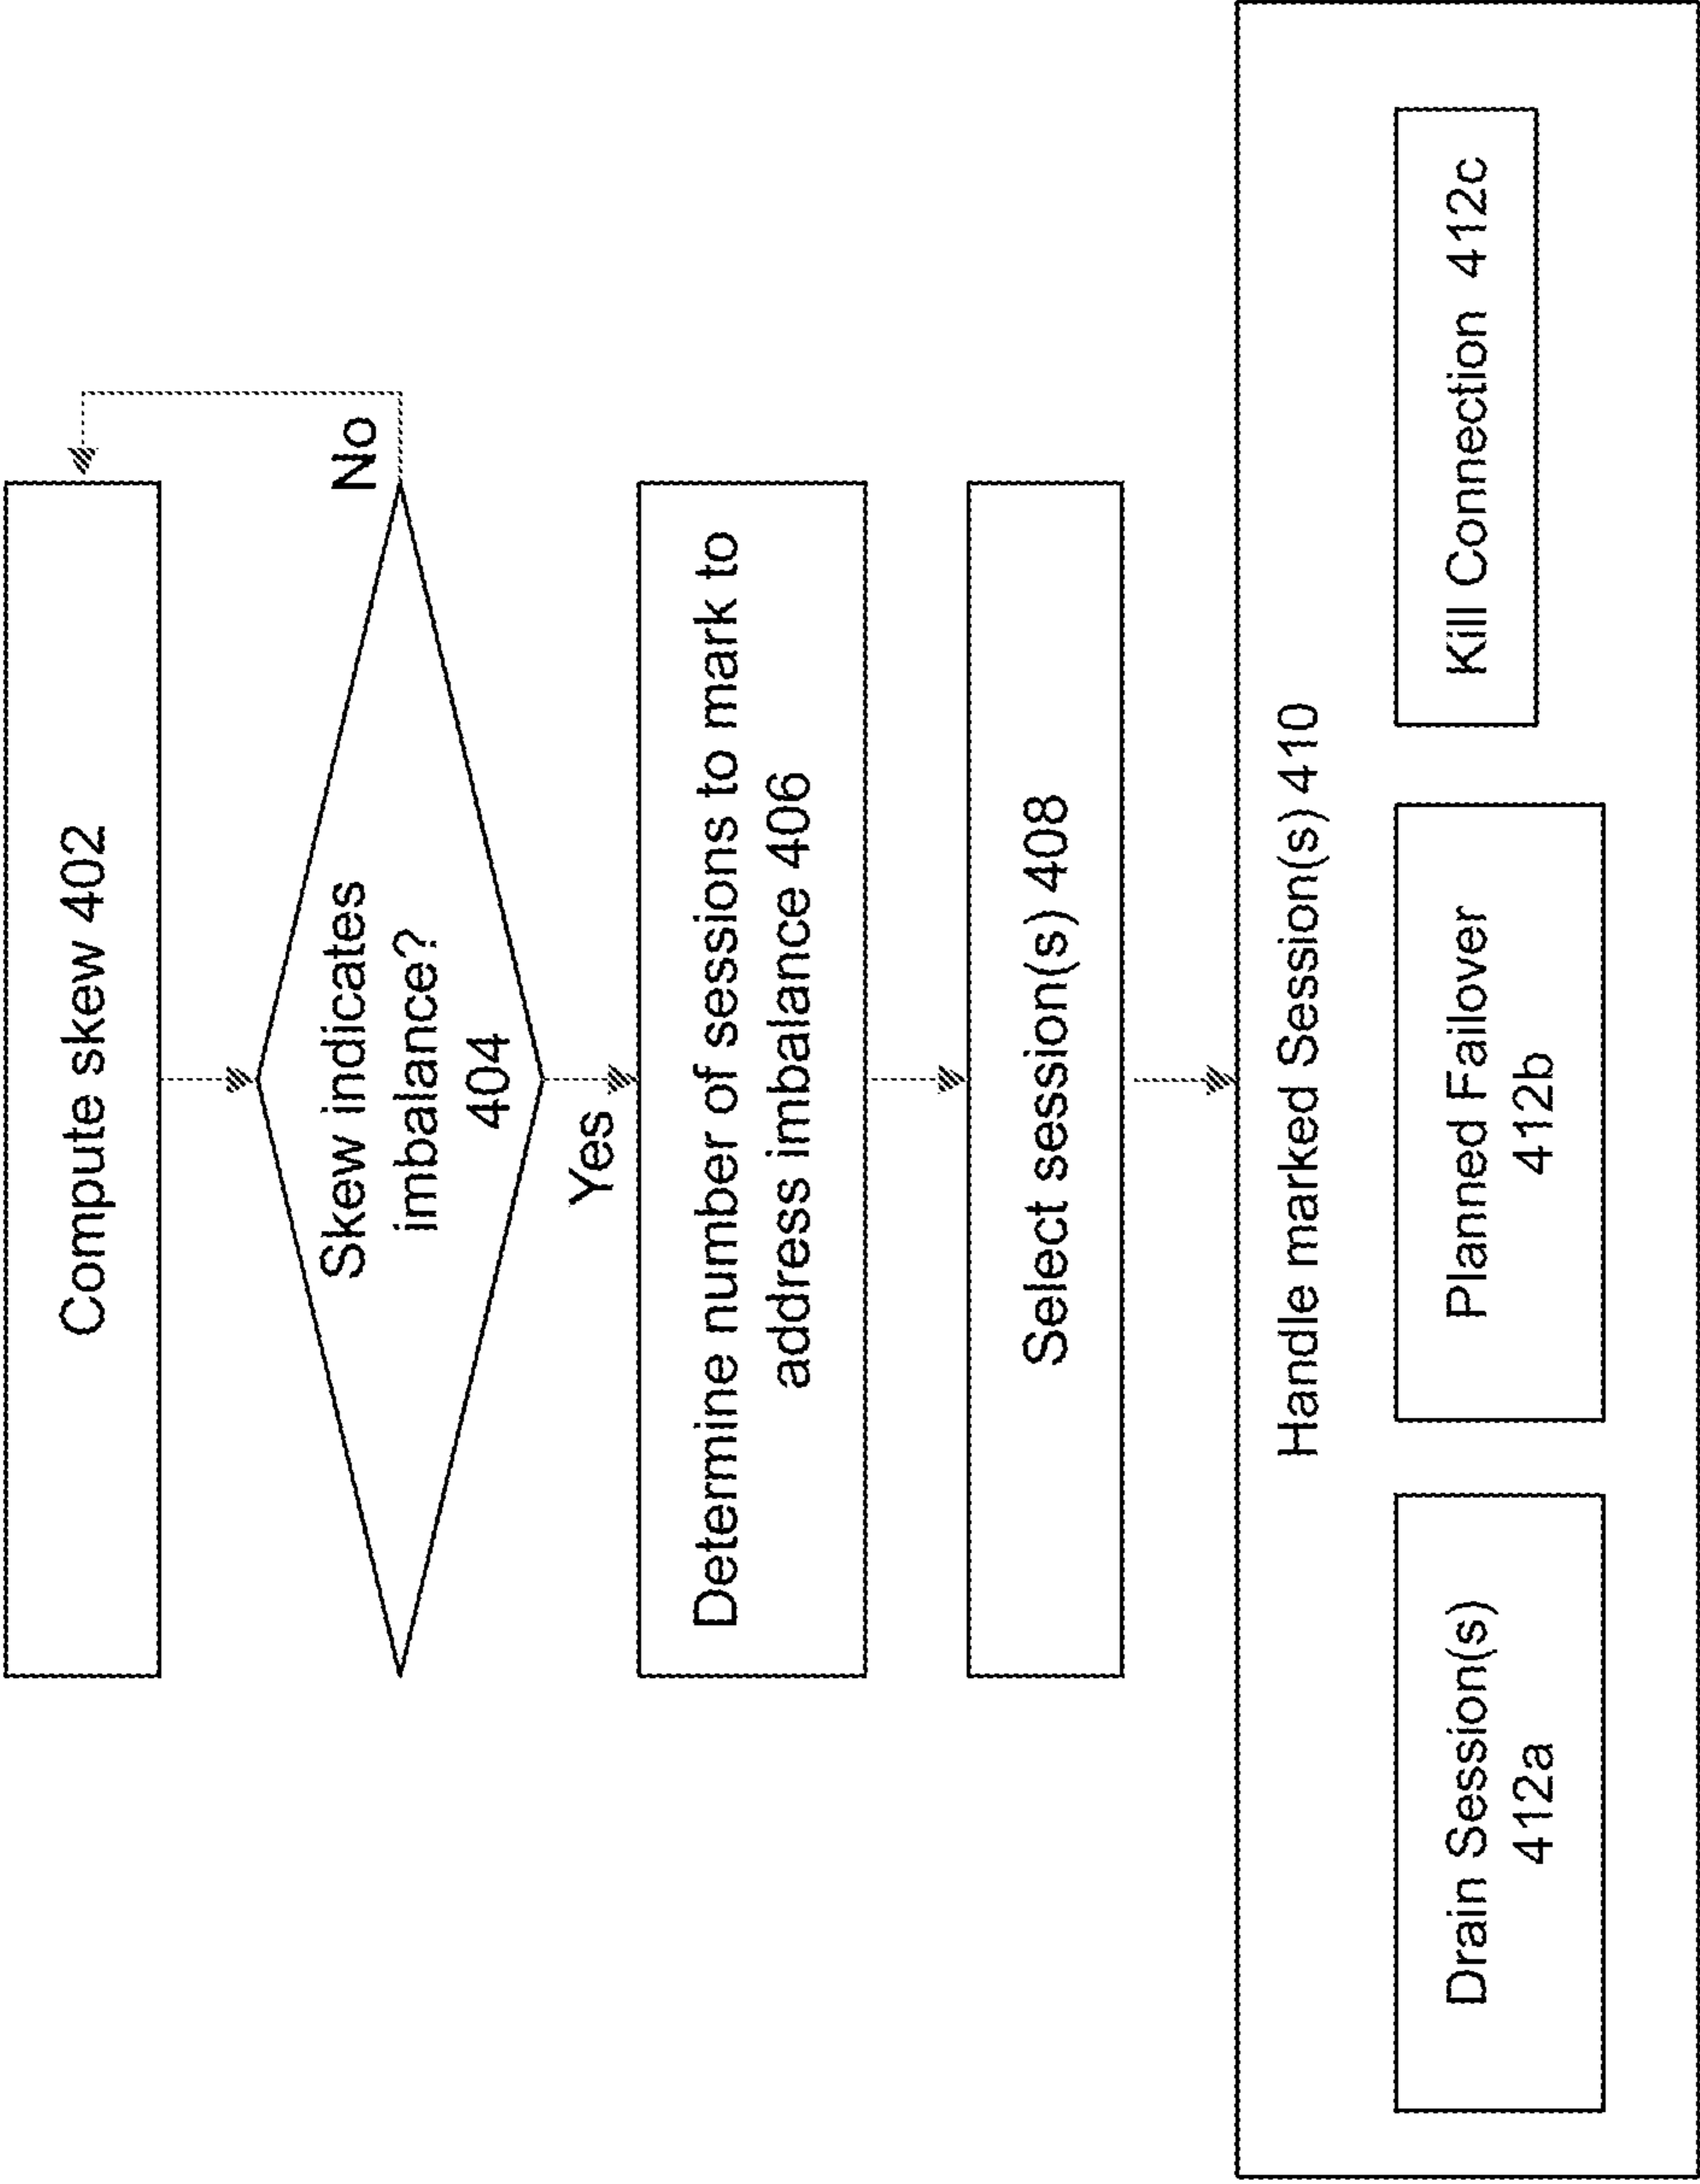 Compute skew 402
Skew indicates
imbalance?
404
No
Yes
Determine number of sessions to mark to
address imbalance 406
Select session(s) 408
Handle marked Session(s) 410
Drain Session(s)
412a
Planned Failover
412b
Kill Connection 412c